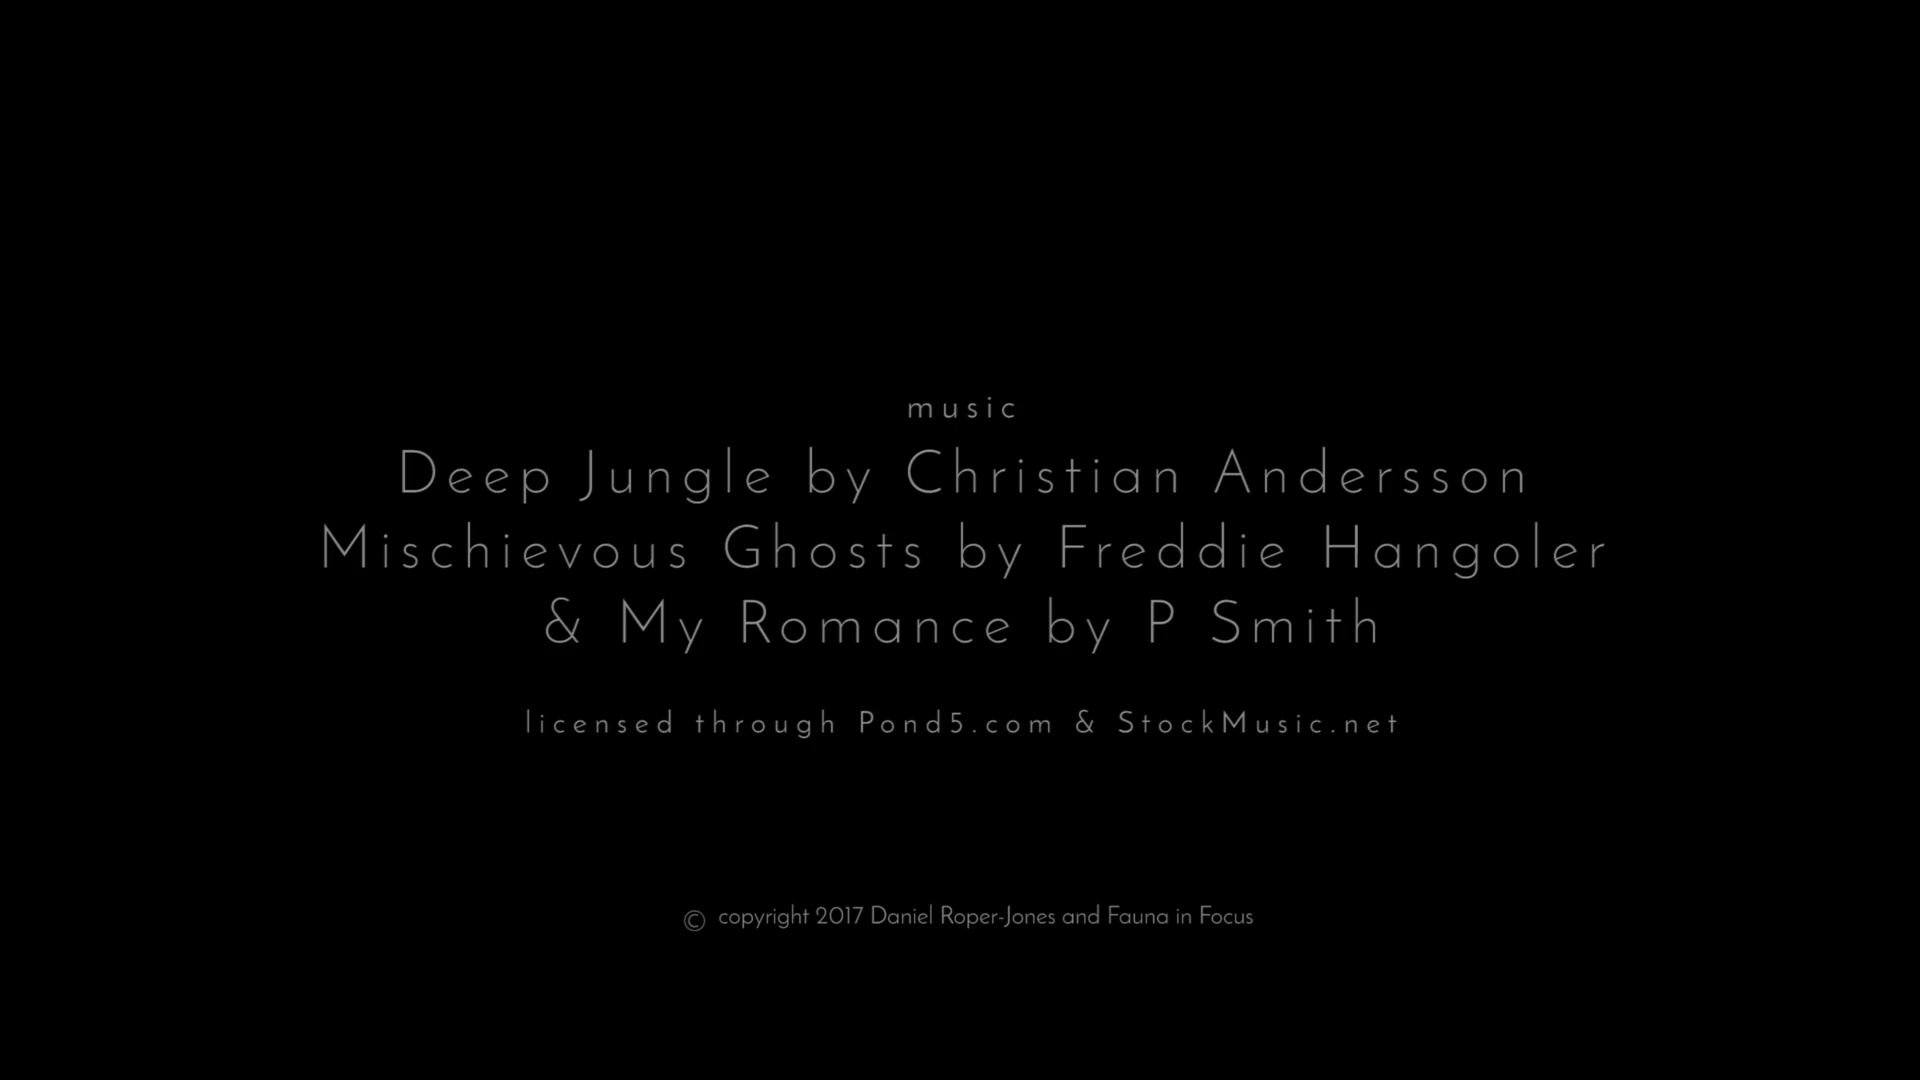 music
Deep Jungle by Christian Andersson
Mischievous Ghosts by Freddie Hangoler
& My Romance by P Smith
licensed through Pond5.com & StockMusic.net
© copyright 2017 Daniel Roper-Jones and Fauna in Focus